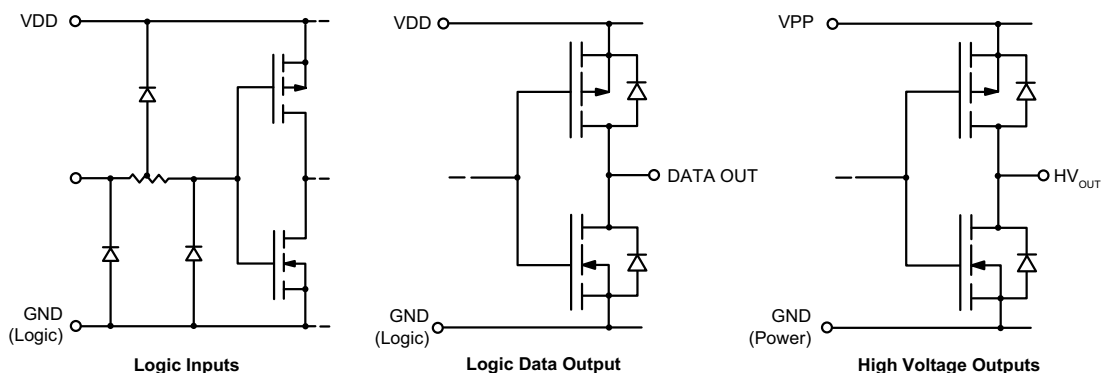 VDD
GND
(Logic)
Logic Inputs
VDD
DATA OUT
GND
(Logic)
Logic Data Output
VPP
HVOUT
GND
(Power)
High Voltage Outputs